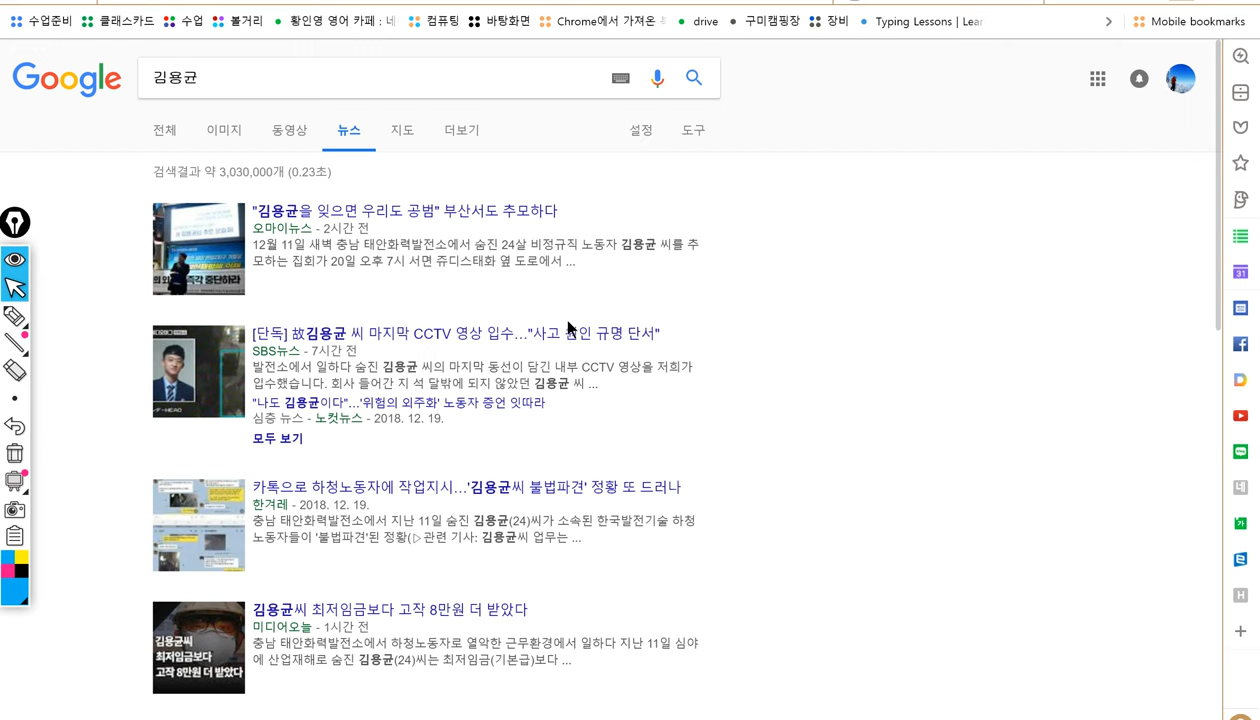 수업준비 클래스카드 수업 볼거리 황인영 영어 카페 : 네 컴퓨팅 바탕화면 Chrome에서 가져온 drive 구미캠핑장 장비 Typing Lessons | Lear Mobile bookmarks
Google 김용균
전체 이미지 동영상 뉴스 지도 더보기 설정 도구
검색결과 약 3,030,000개 (0.23초)
"김용균을 잊으면 우리도 공범" 부산서도 추모하다
오마이뉴스 - 2시간 전
12월 11일 새벽 충남 태안화력발전소에서 숨진 24살 비정규직 노동자 김용균 씨를 추
모하는 집회가 20일 오후 7시 서면 쥬디스태화 옆 도로에서 ...
[단독] 故김용균 씨 마지막 CCTV 영상 입수…"사고 원인 규명 단서"
SBS뉴스 - 7시간 전
발전소에서 일하다 숨진 김용균 씨의 마지막 동선이 담긴 내부 CCTV 영상을 저희가
입수했습니다. 회사 들어간 지 석 달밖에 되지 않았던 김용균 씨 ...
"나도 김용균이다"…'위험의 외주화' 노동자 증언 잇따라
심층 뉴스 - 노컷뉴스 - 2018. 12. 19.
모두 보기
카톡으로 하청노동자에 작업지시…'김용균씨 불법파견' 정황 또 드러나
한겨레 - 2018. 12. 19.
충남 태안화력발전소에서 지난 11일 숨진 김용균(24)씨가 소속된 한국발전기술 하청
노동자들이 '불법파견'된 정황(▷관련 기사: 김용균씨 업무는 ...
김용균씨 최저임금보다 고작 8만원 더 받았다
미디어오늘 - 1시간 전
충남 태안화력발전소에서 하청노동자로 열악한 근무환경에서 일하다 지난 11일 심야
에 산업재해로 숨진 김용균(24)씨는 최저임금(기본급)보다 ...
김용균씨
최저임금보다
고작 8만원 더 받았다
31